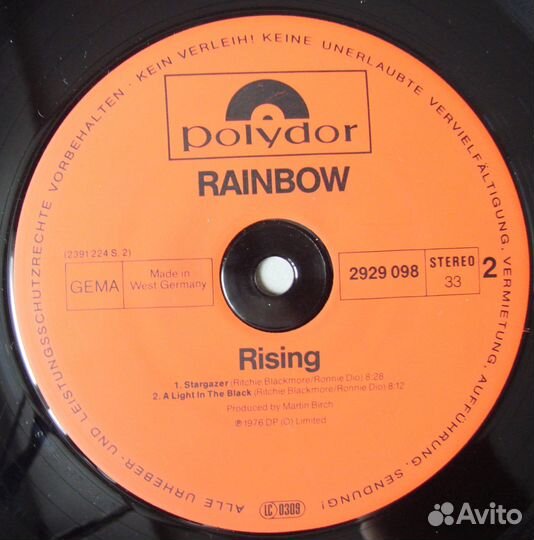 ALLE URHEBER- UND LEISTUNGSSCHUTZRECHTE VORBEHALTEN · KEIN VERLEIH! KEINE UNERLAUBTE VERVIELFÄLTIGUNG, VERMIETUNG, AUFFÜHRUNG, SENDUNG!
polydor
RAINBOW
(2391 224 S. 2)
GEMA
Made in
West Germany
2929 098
STEREO
33
2
Rising
1. Stargazer (Ritchie Blackmore/Ronnie Dio) 8:28
2. A Light In The Black (Ritchie Blackmore/Ronnie Dio) 8:12
Produced by Martin Birch
℗ 1976 DP (O) Limited
LC 0309
Avito